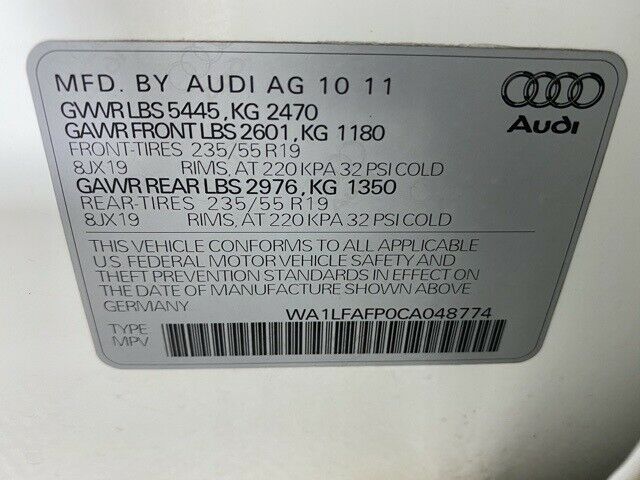 MFD. BY AUDI AG 10 11
GVWR LBS 5445, KG 2470
GAWR FRONT LBS 2601, KG 1180
FRONT-TIRES 235/55 R19
8JX19 RIMS, AT 220 KPA 32 PSI COLD
GAWR REAR LBS 2976, KG 1350
REAR-TIRES 235/55 R19
8JX19 RIMS, AT 220 KPA 32 PSI COLD
Audi
THIS VEHICLE CONFORMS TO ALL APPLICABLE
U.S. FEDERAL MOTOR VEHICLE SAFETY AND
THEFT PREVENTION STANDARDS IN EFFECT ON
THE DATE OF MANUFACTURE SHOWN ABOVE
GERMANY WA1LFAFP0CA048774
TYPE
MPV